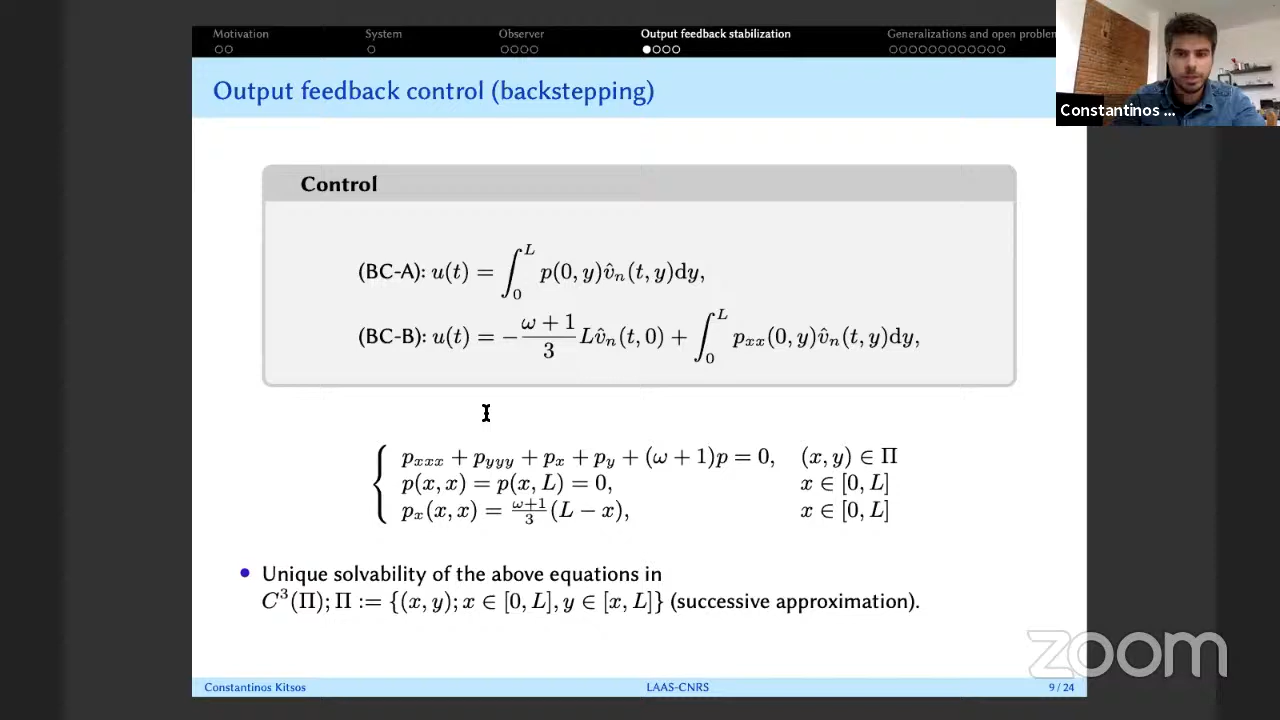 Motivation System Observer Output feedback stabilization Generalizations and open problem
Output feedback control (backstepping)
Constantinos ...
Control
(BC-A): u(t) = ∫_0^L p(0, y)v̂_n(t, y)dy,
(BC-B): u(t) = −(ω + 1)/3 Lv̂_n(t, 0) + ∫_0^L p_xx(0, y)v̂_n(t, y)dy,
p_xxx + p_yyy + p_x + p_y + (ω + 1)p = 0, (x, y) ∈ Π
p(x, x) = p(x, L) = 0, x ∈ [0, L]
p_x(x, x) = (ω+1)/3 (L − x), x ∈ [0, L]
• Unique solvability of the above equations in
C^3(Π); Π := {(x, y); x ∈ [0, L], y ∈ [x, L]} (successive approximation).
zoom
Constantinos Kitsos LAAS-CNRS 9 / 24